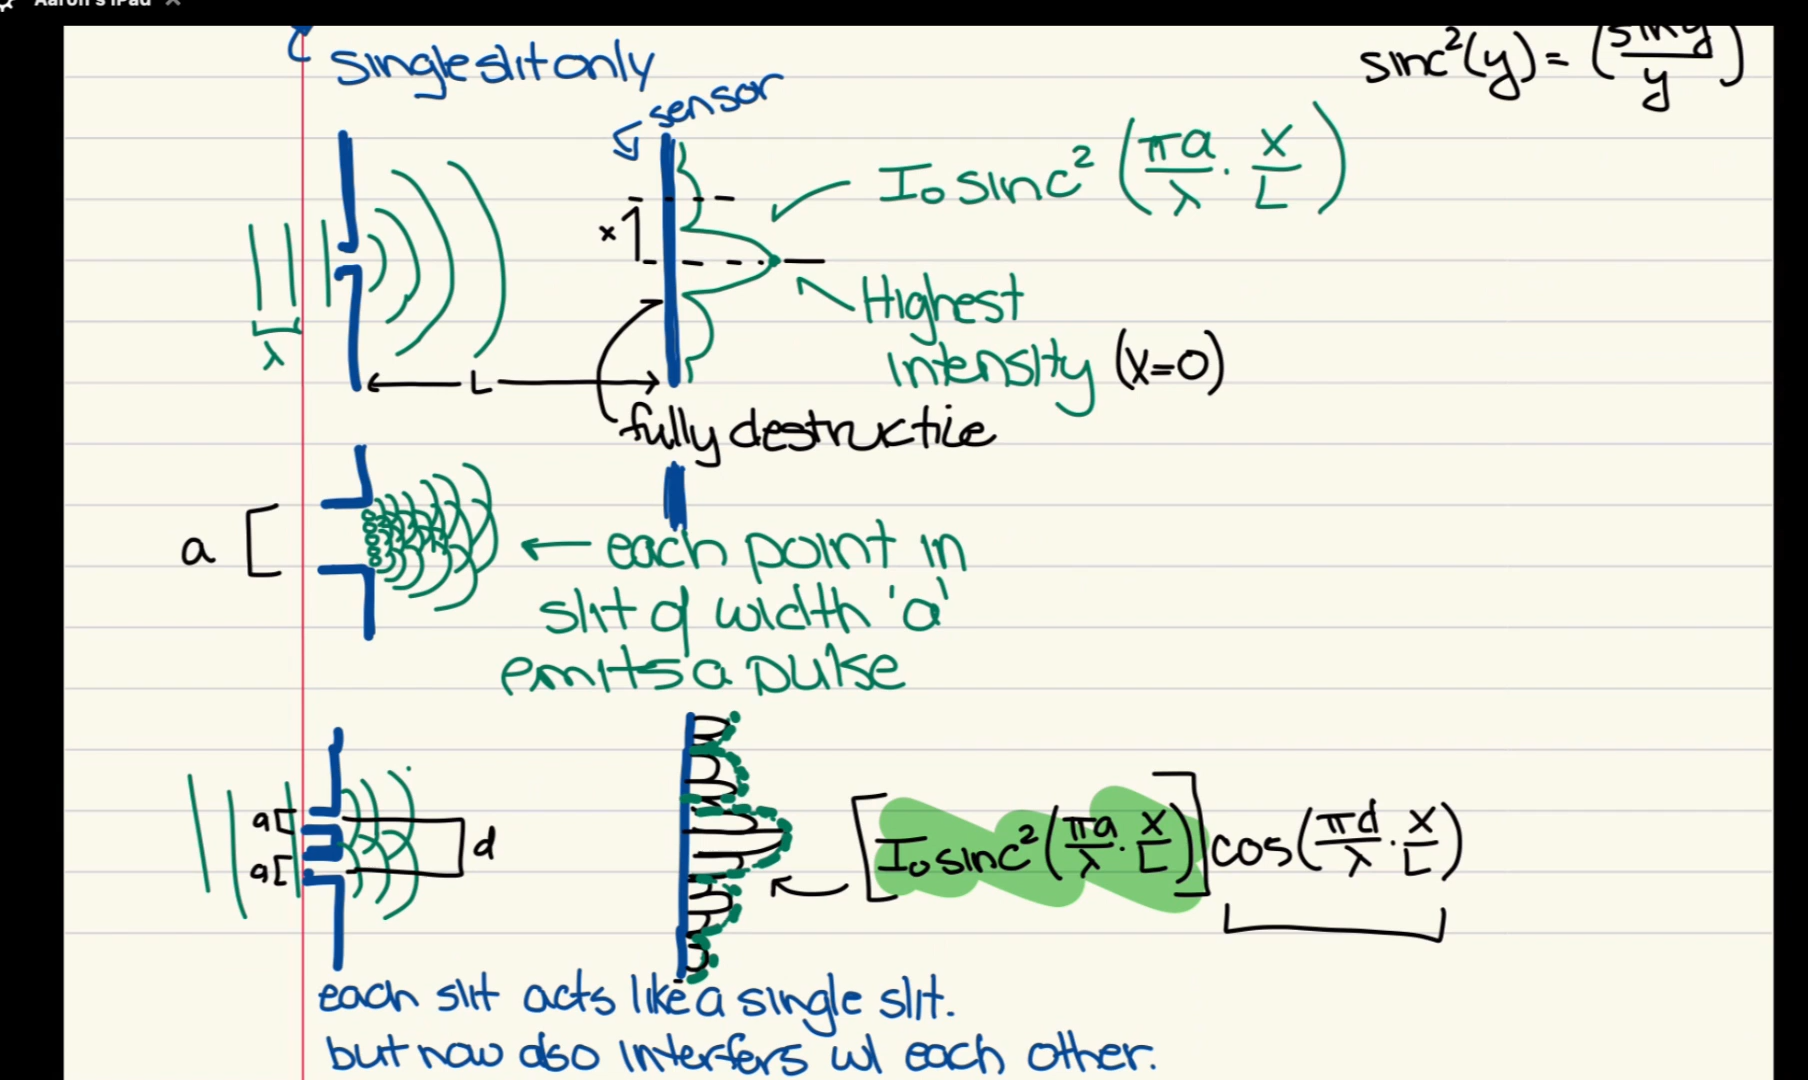 Aaron's iPad
single slit only
sinc²(y) = (sin y / y)
sensor
I₀ sinc² (πa/λ · x/L)
x
λ
Highest
intensity (x=0)
L
fully destructie
a
each point in
slit of width 'a'
emits a pulse
a
a
d
[I₀ sinc² (πa/λ · x/L)] cos (πd/λ · x/L)
each slit acts like a single slit.
but now also interfers w/ each other.